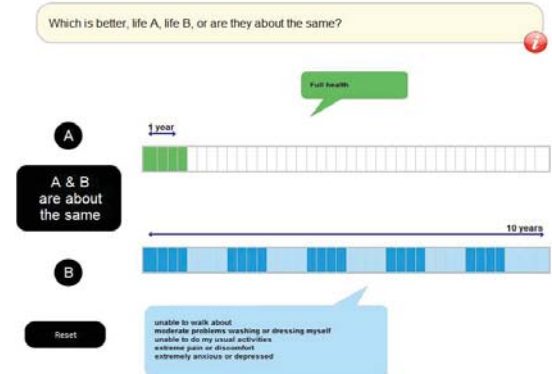 Which is better, life A, life B, or are they about the same?
i
Full health
A
1 year
A & B
are about
the same
10 years
B
unable to walk about
moderate problems washing or dressing myself
unable to do my usual activities
extreme pain or discomfort
extremely anxious or depressed
Reset